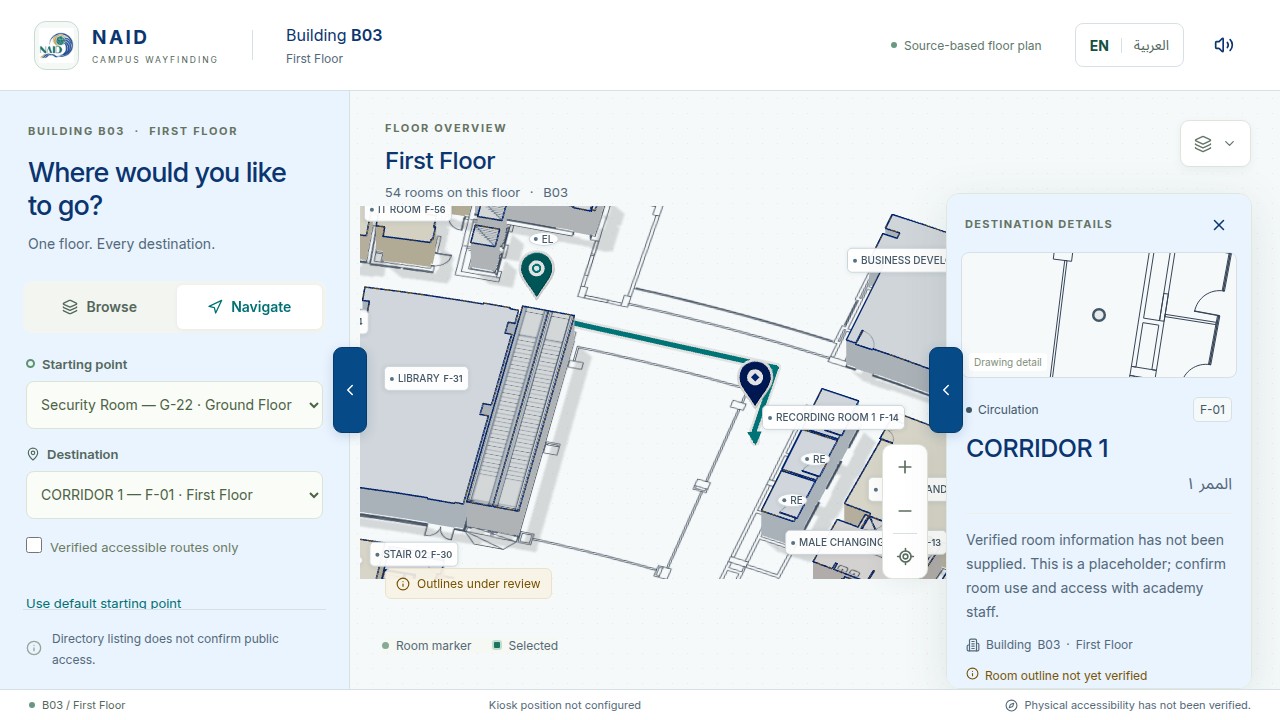 NAID
CAMPUS WAYFINDING
Building B03
First Floor
Source-based floor plan
EN
العربية
BUILDING B03 · FIRST FLOOR
Where would you like
to go?
One floor. Every destination.
Browse
Navigate
Starting point
Security Room — G-22 · Ground Floor
Destination
CORRIDOR 1 — F-01 · First Floor
Verified accessible routes only
Use default starting point
Directory listing does not confirm public
access.
FLOOR OVERVIEW
First Floor
54 rooms on this floor · B03
IT ROOM F-56
EL
BUSINESS DEVEL
4
LIBRARY F-31
RECORDING ROOM 1 F-14
RE
RE
AND
MALE CHANGING
-13
STAIR 02 F-30
Outlines under review
Room marker
Selected
DESTINATION DETAILS
Drawing detail
Circulation
F-01
CORRIDOR 1
الممر ١
Verified room information has not been
supplied. This is a placeholder; confirm
room use and access with academy
staff.
Building B03 · First Floor
Room outline not yet verified
B03 / First Floor
Kiosk position not configured
Physical accessibility has not been verified.